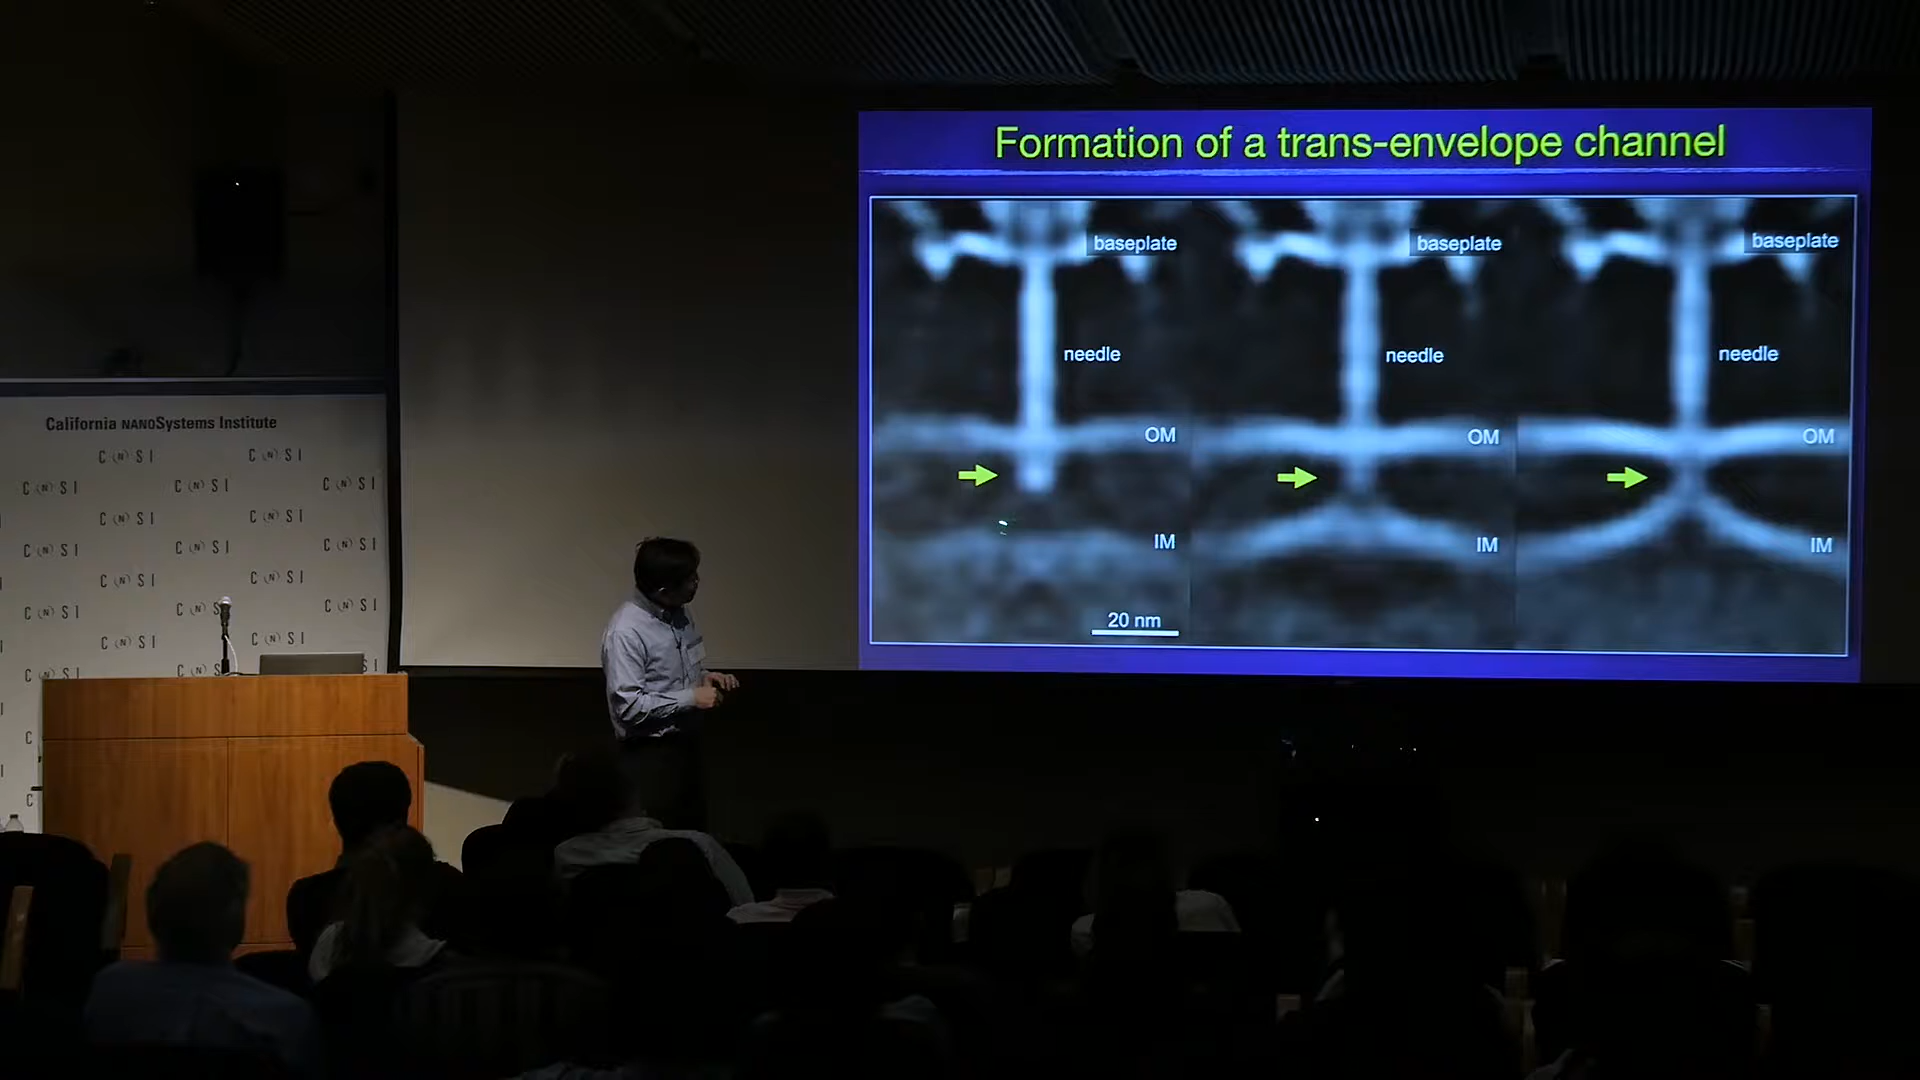 Formation of a trans-envelope channel
baseplate
baseplate
baseplate
needle
needle
needle
OM
OM
OM
IM
IM
IM
20 nm
California NANOSystems Institute
C (N) S I
C (N) S I
C (N) S I
C (N) S I
C (N) S I
C (N) S I
C (N) S I
C (N) S I
C (N) S I
C (N) S I
C (N) S I
C (N) S I
C (N) S I
C (N) S
C (N) S I
C (N) S I
C (N) S I
C (N) S I
C (N) S
S I
C
C